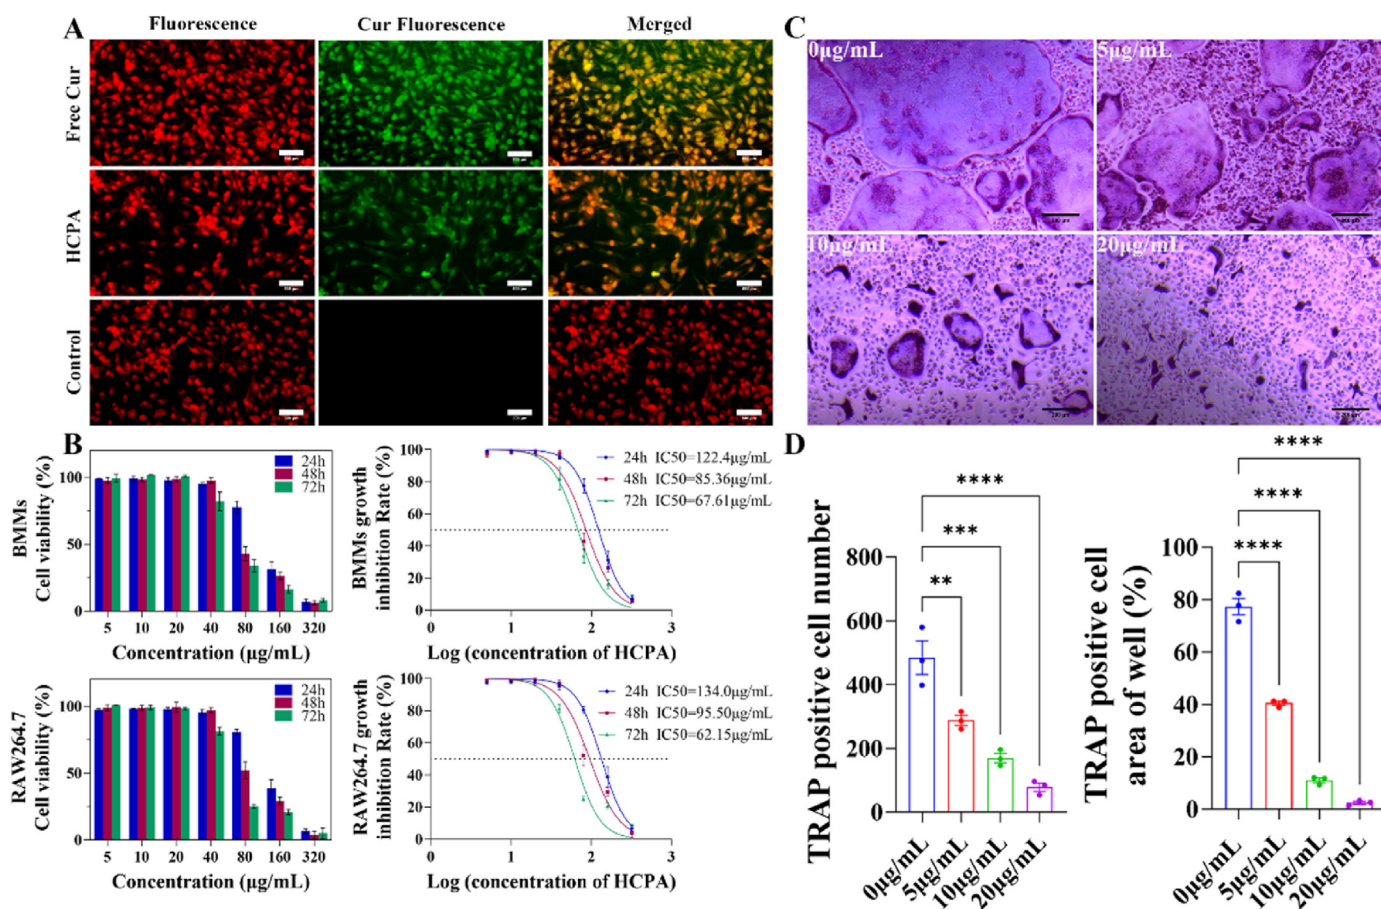 A
Fluorescence
Cur Fluorescence
Merged
Free Cur
HCPA
Control
B
BMMs
Cell viability (%)
100
50
0
24h
48h
72h
5 10 20 40 80 160 320
Concentration (µg/mL)
BMMs growth
inhibition Rate (%)
100
80
60
40
20
0
24h IC50=122.4µg/mL
48h IC50=85.36µg/mL
72h IC50=67.61µg/mL
0 1 2 3
Log (concentration of HCPA)
RAW264.7
Cell viability (%)
100
50
0
24h
48h
72h
5 10 20 40 80 160 320
Concentration (µg/mL)
RAW264.7 growth
inhibition Rate (%)
100
80
60
40
20
0
24h IC50=134.0µg/mL
48h IC50=95.50µg/mL
72h IC50=62.15µg/mL
0 1 2 3
Log (concentration of HCPA)
C
0µg/mL
5µg/mL
10µg/mL
20µg/mL
D
TRAP positive cell number
800
600
400
200
0
****
***
**
0µg/mL
5µg/mL
10µg/mL
20µg/mL
TRAP positive cell
area of well (%)
100
80
60
40
20
0
****
****
****
0µg/mL
5µg/mL
10µg/mL
20µg/mL